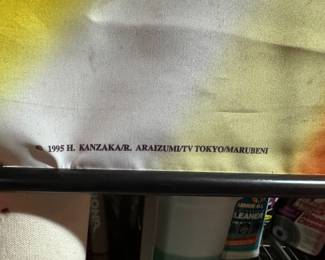 © 1995 H. KANZAKA/R. ARAIZUMI/TV TOKYO/MARUBENI
CLEANER